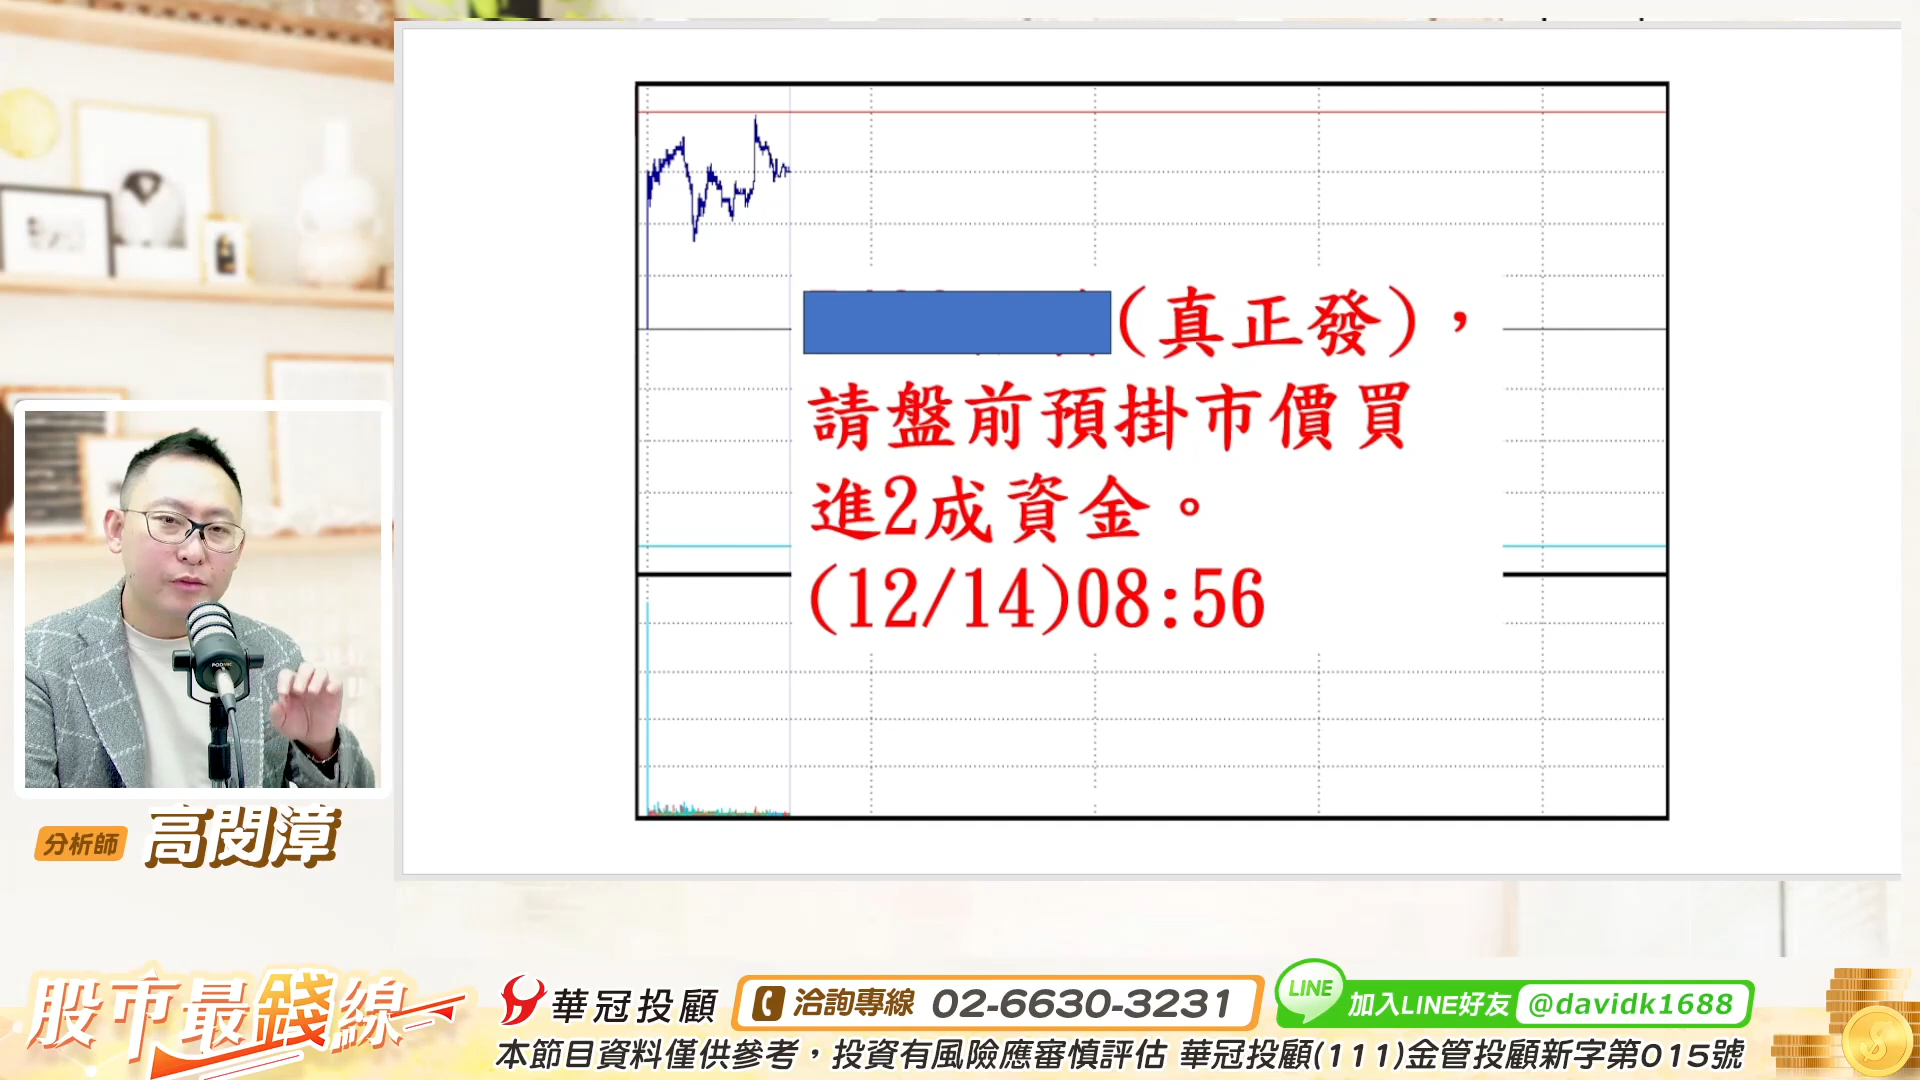 (真正發)，
請盤前預掛市價買
進2成資金。
(12/14)08:56
分析師 高閔漳
股市最錢線
華冠投顧 洽詢專線 02-6630-3231 LINE 加入LINE好友 @davidk1688
本節目資料僅供參考，投資有風險應審慎評估 華冠投顧(111)金管投顧新字第015號